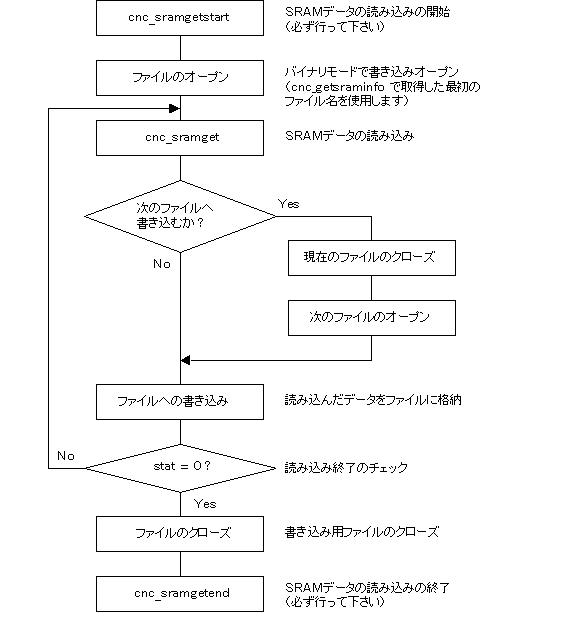 cnc_sramgetstart
SRAMデータの読み込みの開始
（必ず行って下さい）
ファイルのオープン
バイナリモードで書き込みオープン
（cnc_getsraminfo で取得した最初の
ファイル名を使用します）
cnc_sramget
SRAMデータの読み込み
次のファイルへ
書き込むか？
Yes
No
現在のファイルのクローズ
次のファイルのオープン
ファイルへの書き込み
読み込んだデータをファイルに格納
No
stat = 0？
読み込み終了のチェック
Yes
ファイルのクローズ
書き込み用ファイルのクローズ
cnc_sramgetend
SRAMデータの読み込みの終了
（必ず行って下さい）